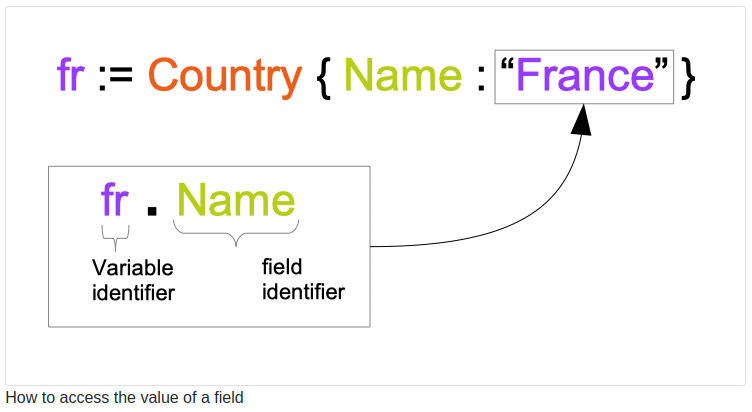 fr := Country { Name : “France” }
fr . Name
Variable
identifier
field
identifier
How to access the value of a field